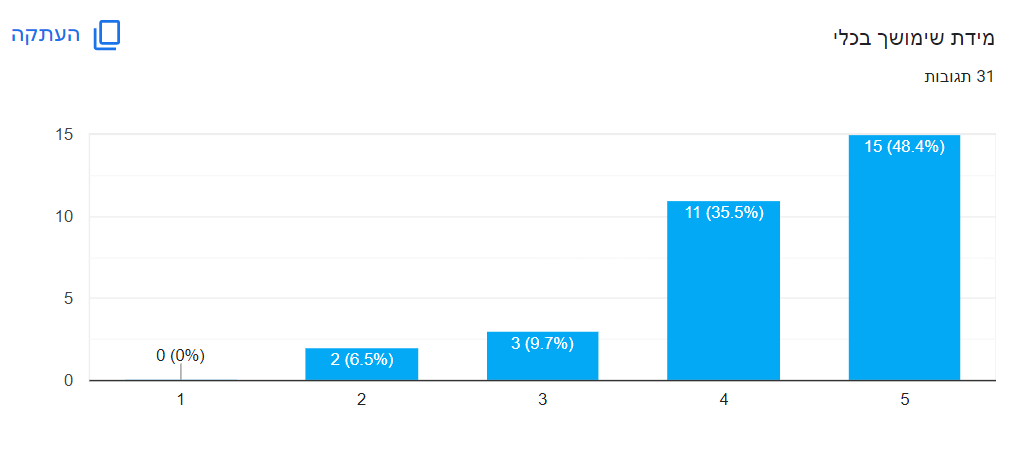 מידת שימושך בכלי
העתקה
31 תגובות
15
10
5
0
0 (0%)
2 (6.5%)
3 (9.7%)
11 (35.5%)
15 (48.4%)
1 2 3 4 5